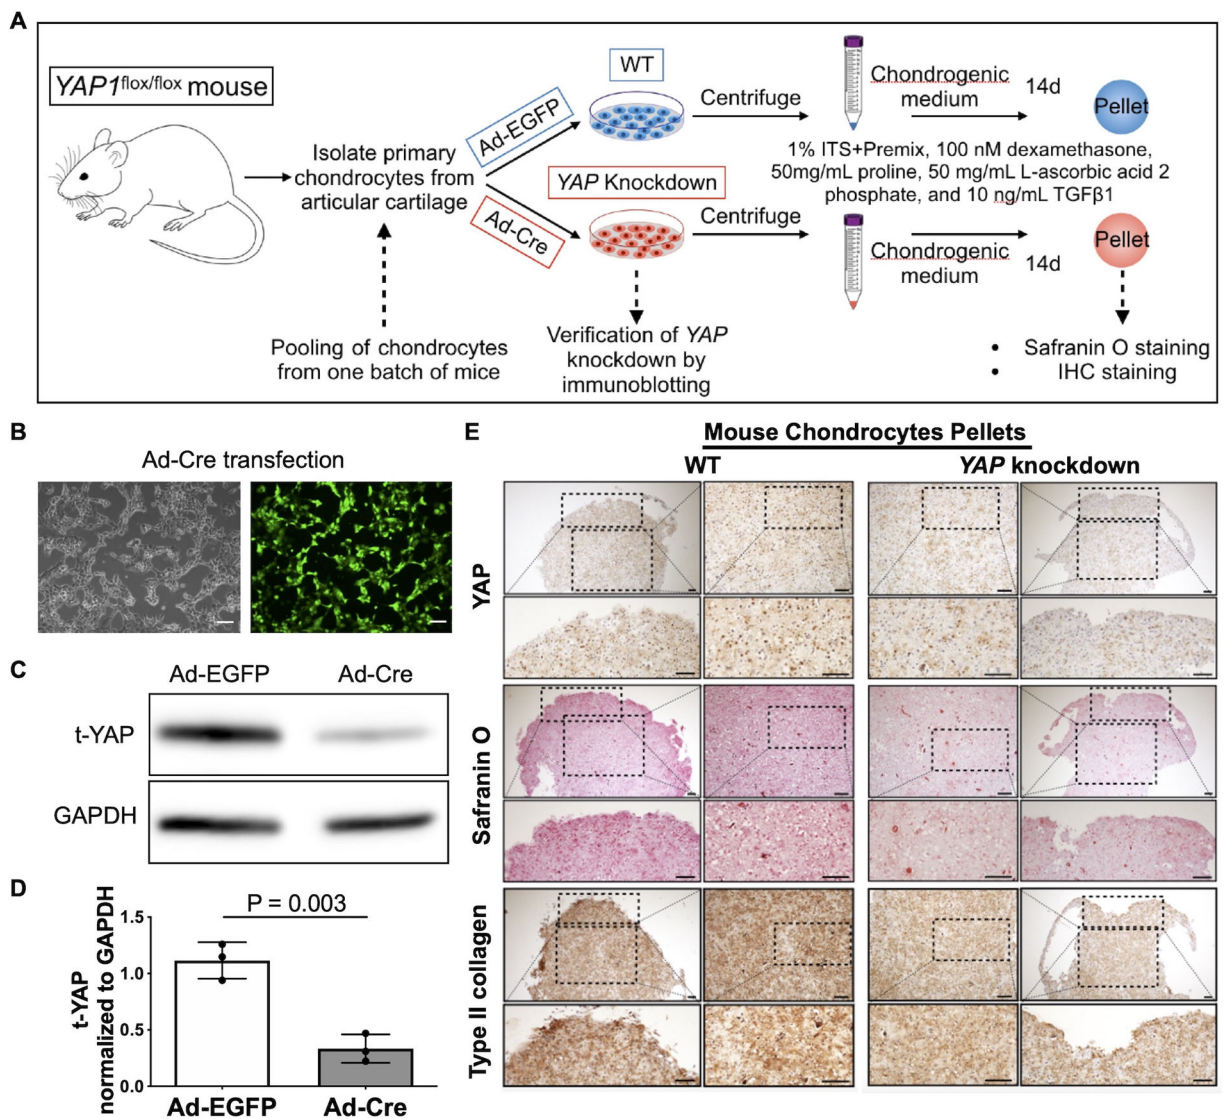 A
YAP1flox/flox mouse
Isolate primary
chondrocytes from
articular cartilage
Pooling of chondrocytes
from one batch of mice
Ad-EGFP
Ad-Cre
WT
YAP Knockdown
Verification of YAP
knockdown by
immunoblotting
Centrifuge
Centrifuge
Chondrogenic
medium
14d
Pellet
1% ITS+Premix, 100 nM dexamethasone,
50mg/mL proline, 50 mg/mL L-ascorbic acid 2
phosphate, and 10 ng/mL TGFβ1
Chondrogenic
medium
14d
Pellet
• Safranin O staining
• IHC staining
B
Ad-Cre transfection
C
Ad-EGFP Ad-Cre
t-YAP
GAPDH
D
t-YAP
normalized to GAPDH
P = 0.003
1.5
1.0
0.5
0.0
Ad-EGFP Ad-Cre
E
Mouse Chondrocytes Pellets
WT YAP knockdown
YAP
Safranin O
Type II collagen